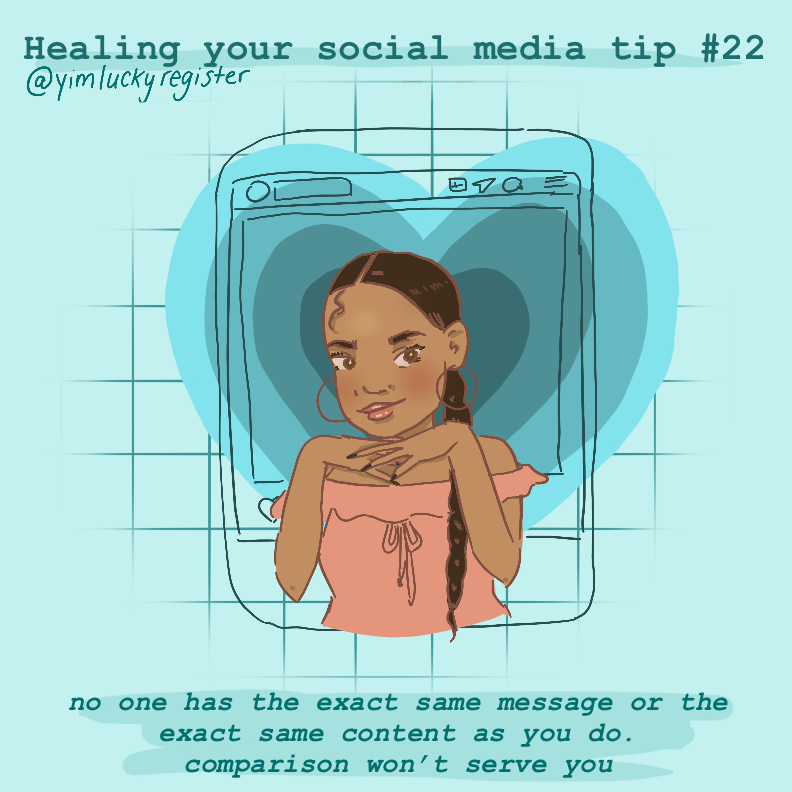 Healing your social media tip #22
@yimluckyregister
no one has the exact same message or the
exact same content as you do.
comparison won't serve you